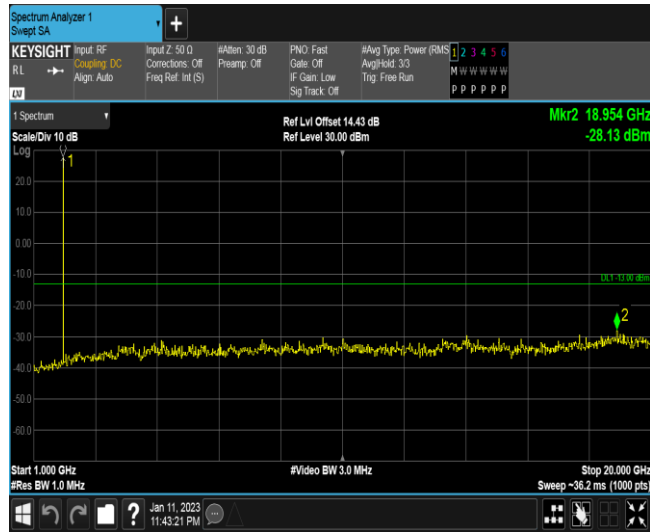 Spectrum Analyzer 1
Swept SA
+
KEYSIGHT Input: RF Input Z: 50 Ω #Atten: 30 dB PNO: Fast #Avg Type: Power (RMS 1 2 3 4 5 6
RL Coupling: DC Corrections: Off Preamp: Off Gate: Off Avg|Hold: 3/3 M W W W W W
Align: Auto Freq Ref: Int (S) IF Gain: Low Trig: Free Run
LXI Sig Track: Off P P P P P P
1 Spectrum Ref Lvl Offset 14.43 dB Mkr2 18.954 GHz
Scale/Div 10 dB Ref Level 30.00 dBm -28.13 dBm
Log
1
20.0
10.0
0.00
-10.0
DL1 -13.00 dBm
-20.0
2
-30.0
-40.0
-50.0
-60.0
Start 1.000 GHz #Video BW 3.0 MHz Stop 20.000 GHz
#Res BW 1.0 MHz Sweep ~36.2 ms (1000 pts)
? Jan 11, 2023
11:43:21 PM